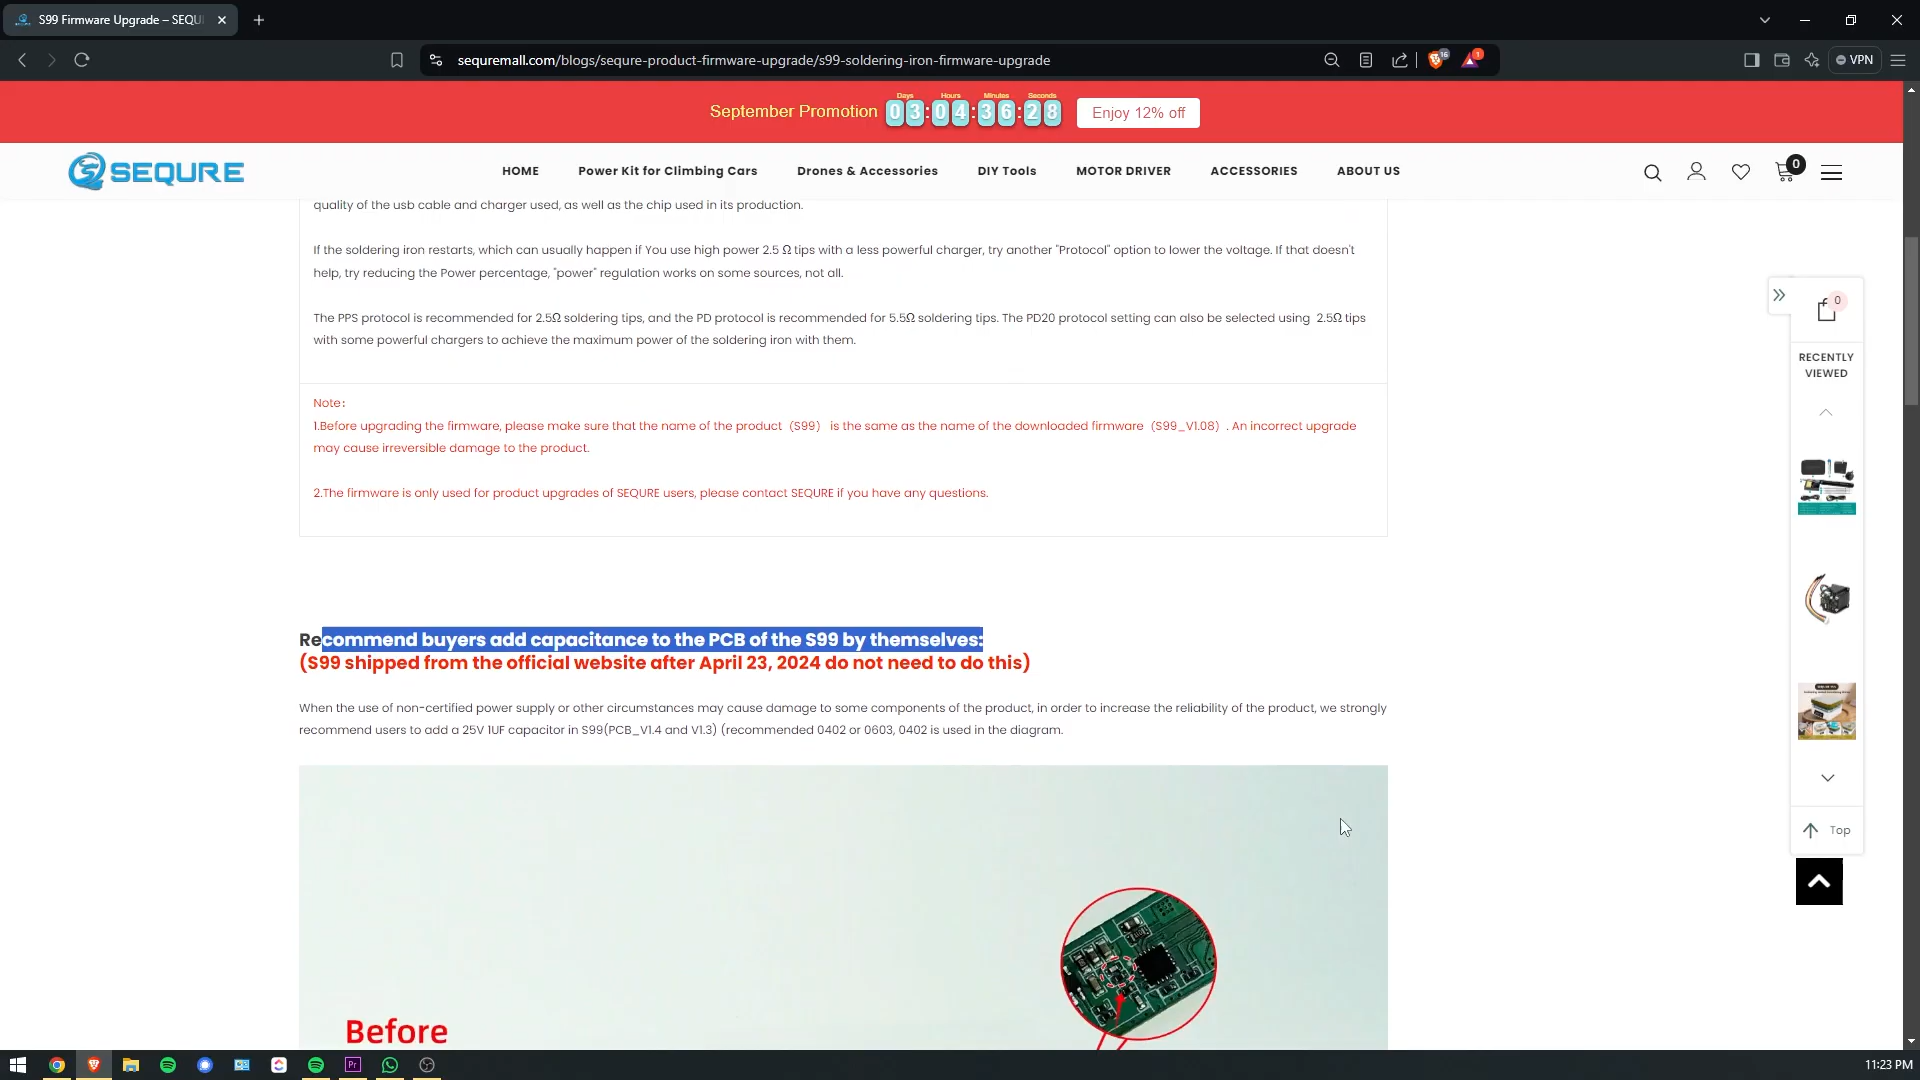 S99 Firmware Upgrade – SEQU
sequremall.com/blogs/sequre-product-firmware-upgrade/s99-soldering-iron-firmware-upgrade
16
1
VPN
September Promotion
Days Hours Minutes Seconds
03:04:36:28
Enjoy 12% off
SEQURE
HOME Power Kit for Climbing Cars Drones & Accessories DIY Tools MOTOR DRIVER ACCESSORIES ABOUT US
0
quality of the usb cable and charger used, as well as the chip used in its production.
If the soldering iron restarts, which can usually happen if You use high power 2.5 Ω tips with a less powerful charger, try another "Protocol" option to lower the voltage. If that doesn't
help, try reducing the Power percentage, "power" regulation works on some sources, not all.
The PPS protocol is recommended for 2.5Ω soldering tips, and the PD protocol is recommended for 5.5Ω soldering tips. The PD20 protocol setting can also be selected using 2.5Ω tips
with some powerful chargers to achieve the maximum power of the soldering iron with them.
Note:
1.Before upgrading the firmware, please make sure that the name of the product (S99) is the same as the name of the downloaded firmware (S99_V1.08) . An incorrect upgrade
may cause irreversible damage to the product.
2.The firmware is only used for product upgrades of SEQURE users, please contact SEQURE if you have any questions.
Recommend buyers add capacitance to the PCB of the S99 by themselves:
(S99 shipped from the official website after April 23, 2024 do not need to do this)
When the use of non-certified power supply or other circumstances may cause damage to some components of the product, in order to increase the reliability of the product, we strongly
recommend users to add a 25V 1UF capacitor in S99(PCB_V1.4 and V1.3) (recommended 0402 or 0603, 0402 is used in the diagram.
Before
0
RECENTLY
VIEWED
Top
Pr
11:23 PM